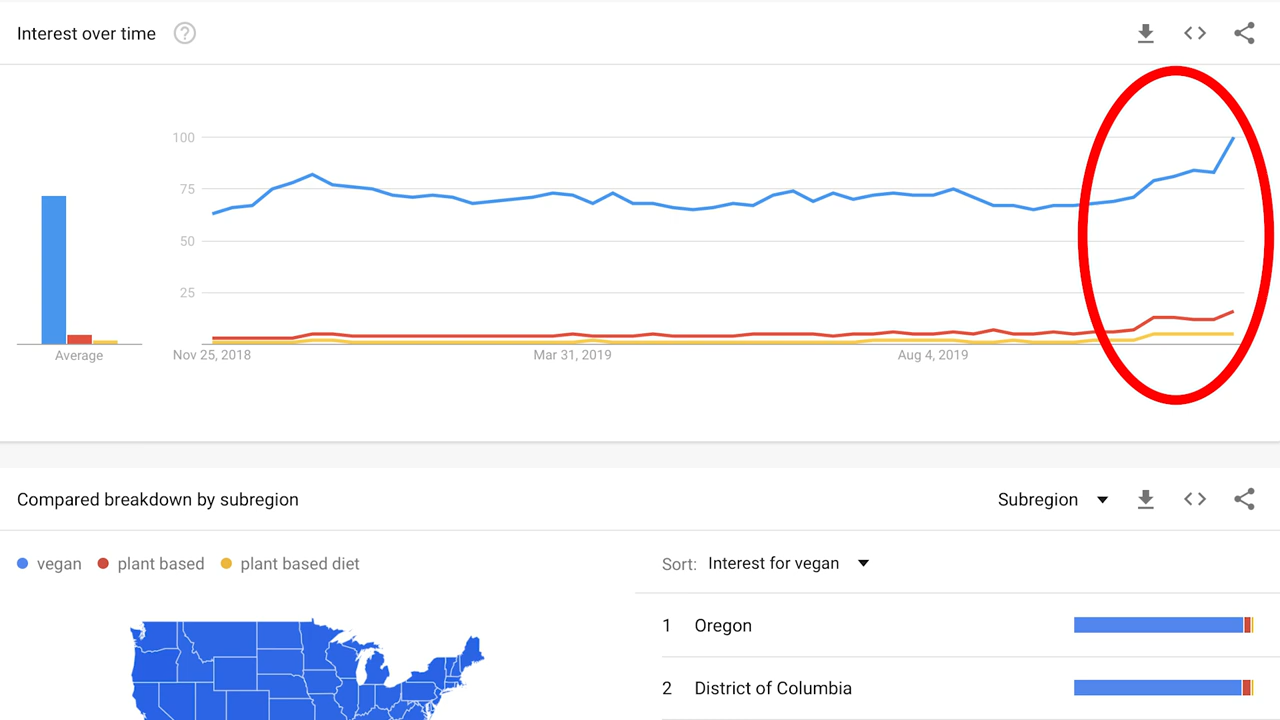 Interest over time ?
100
75
50
25
Average
Nov 25, 2018 Mar 31, 2019 Aug 4, 2019
Compared breakdown by subregion Subregion
vegan plant based plant based diet
Sort: Interest for vegan
1 Oregon
2 District of Columbia